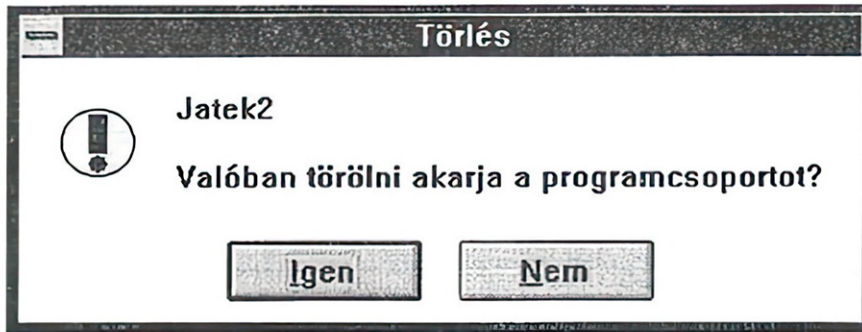 Törlés
Jatek2
Valóban törölni akarja a programcsoportot?
Igen
Nem